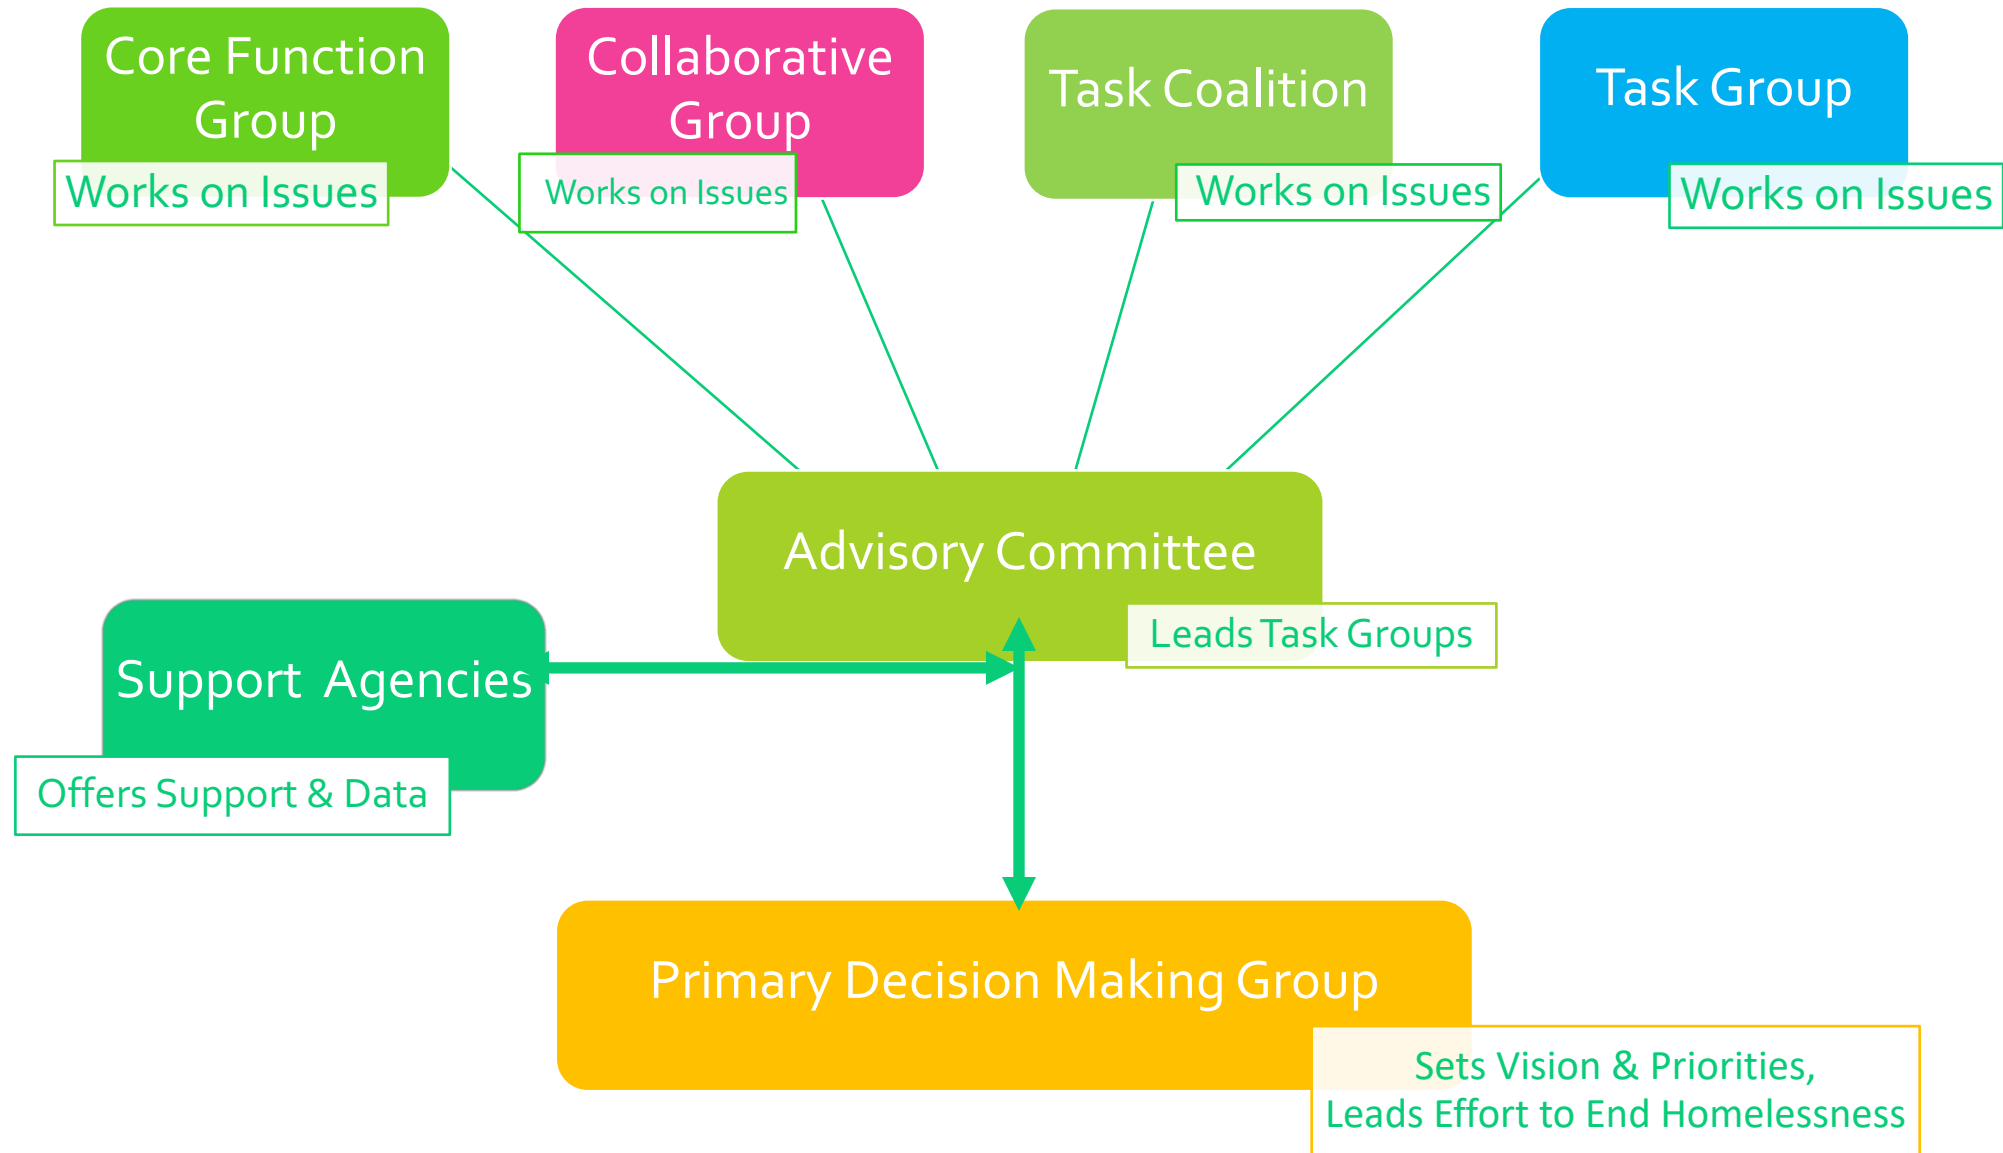 Core Function
Group
Works on Issues
Collaborative
Group
Works on Issues
Task Coalition
Works on Issues
Task Group
Works on Issues
Advisory Committee
Leads Task Groups
Support Agencies
Offers Support & Data
Primary Decision Making Group
Sets Vision & Priorities,
Leads Effort to End Homelessness